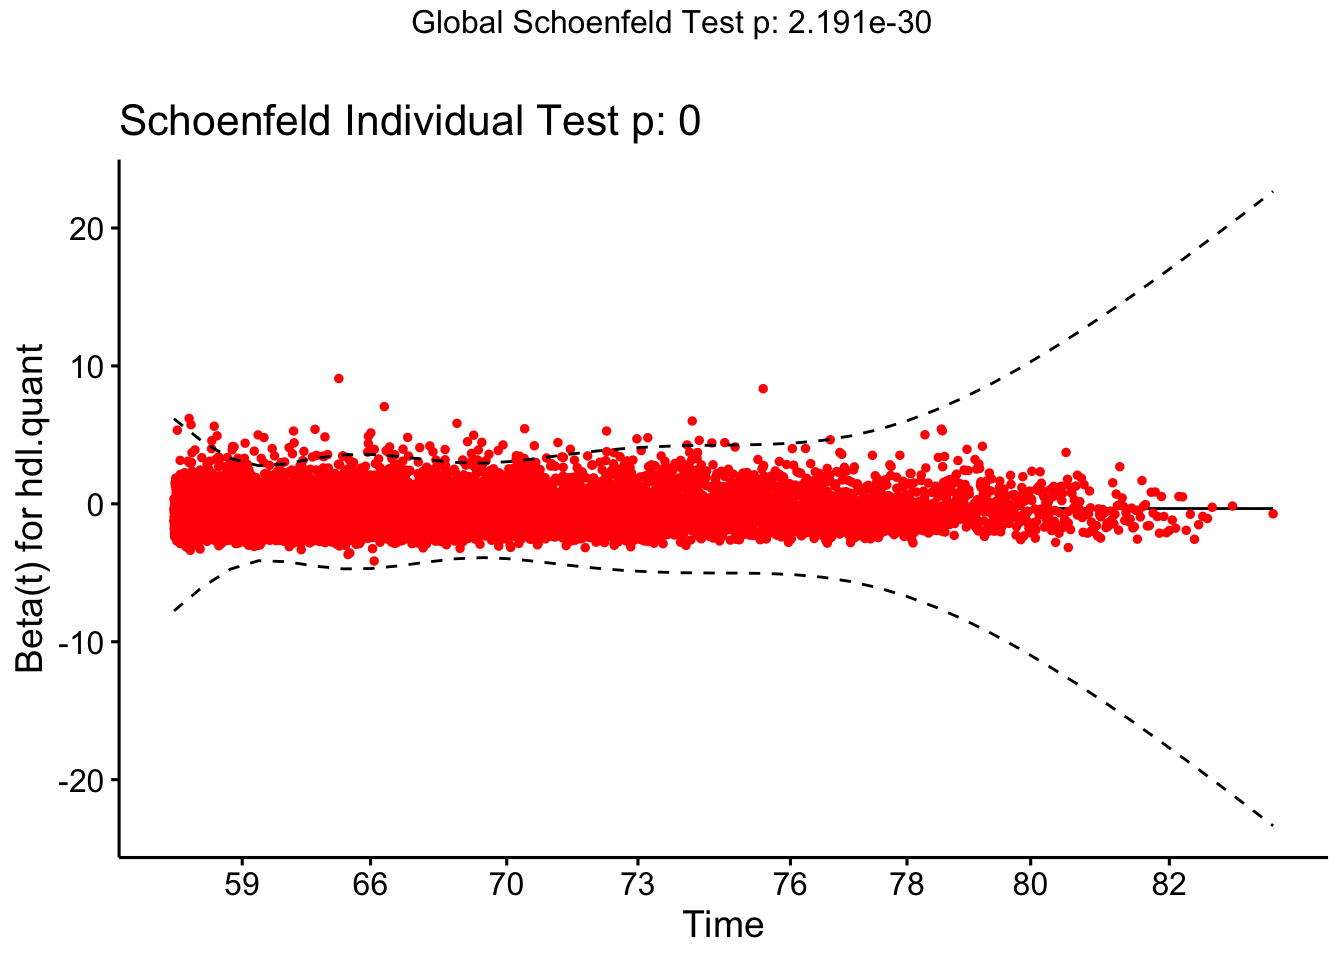 Global Schoenfeld Test p: 2.191e-30
Schoenfeld Individual Test p: 0
Beta(t) for hdl.quant
20
10
0
-10
-20
59 66 70 73 76 78 80 82
Time